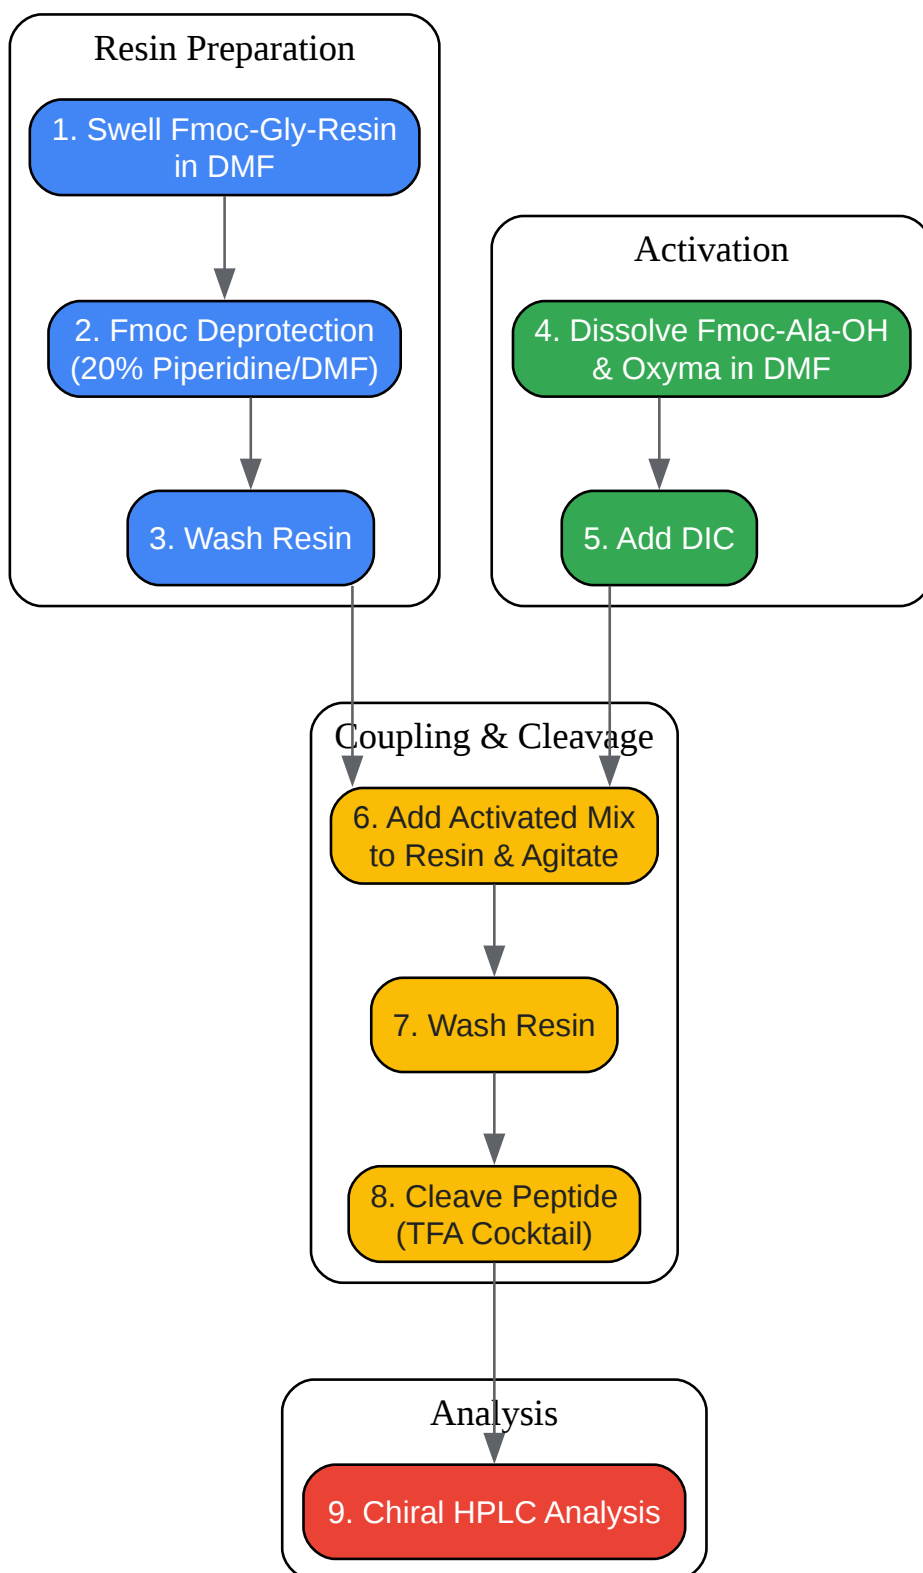 Resin Preparation
1. Swell Fmoc-Gly-Resin
in DMF
2. Fmoc Deprotection
(20% Piperidine/DMF)
3. Wash Resin
Activation
4. Dissolve Fmoc-Ala-OH
& Oxyma in DMF
5. Add DIC
Coupling & Cleavage
6. Add Activated Mix
to Resin & Agitate
7. Wash Resin
8. Cleave Peptide
(TFA Cocktail)
Analysis
9. Chiral HPLC Analysis